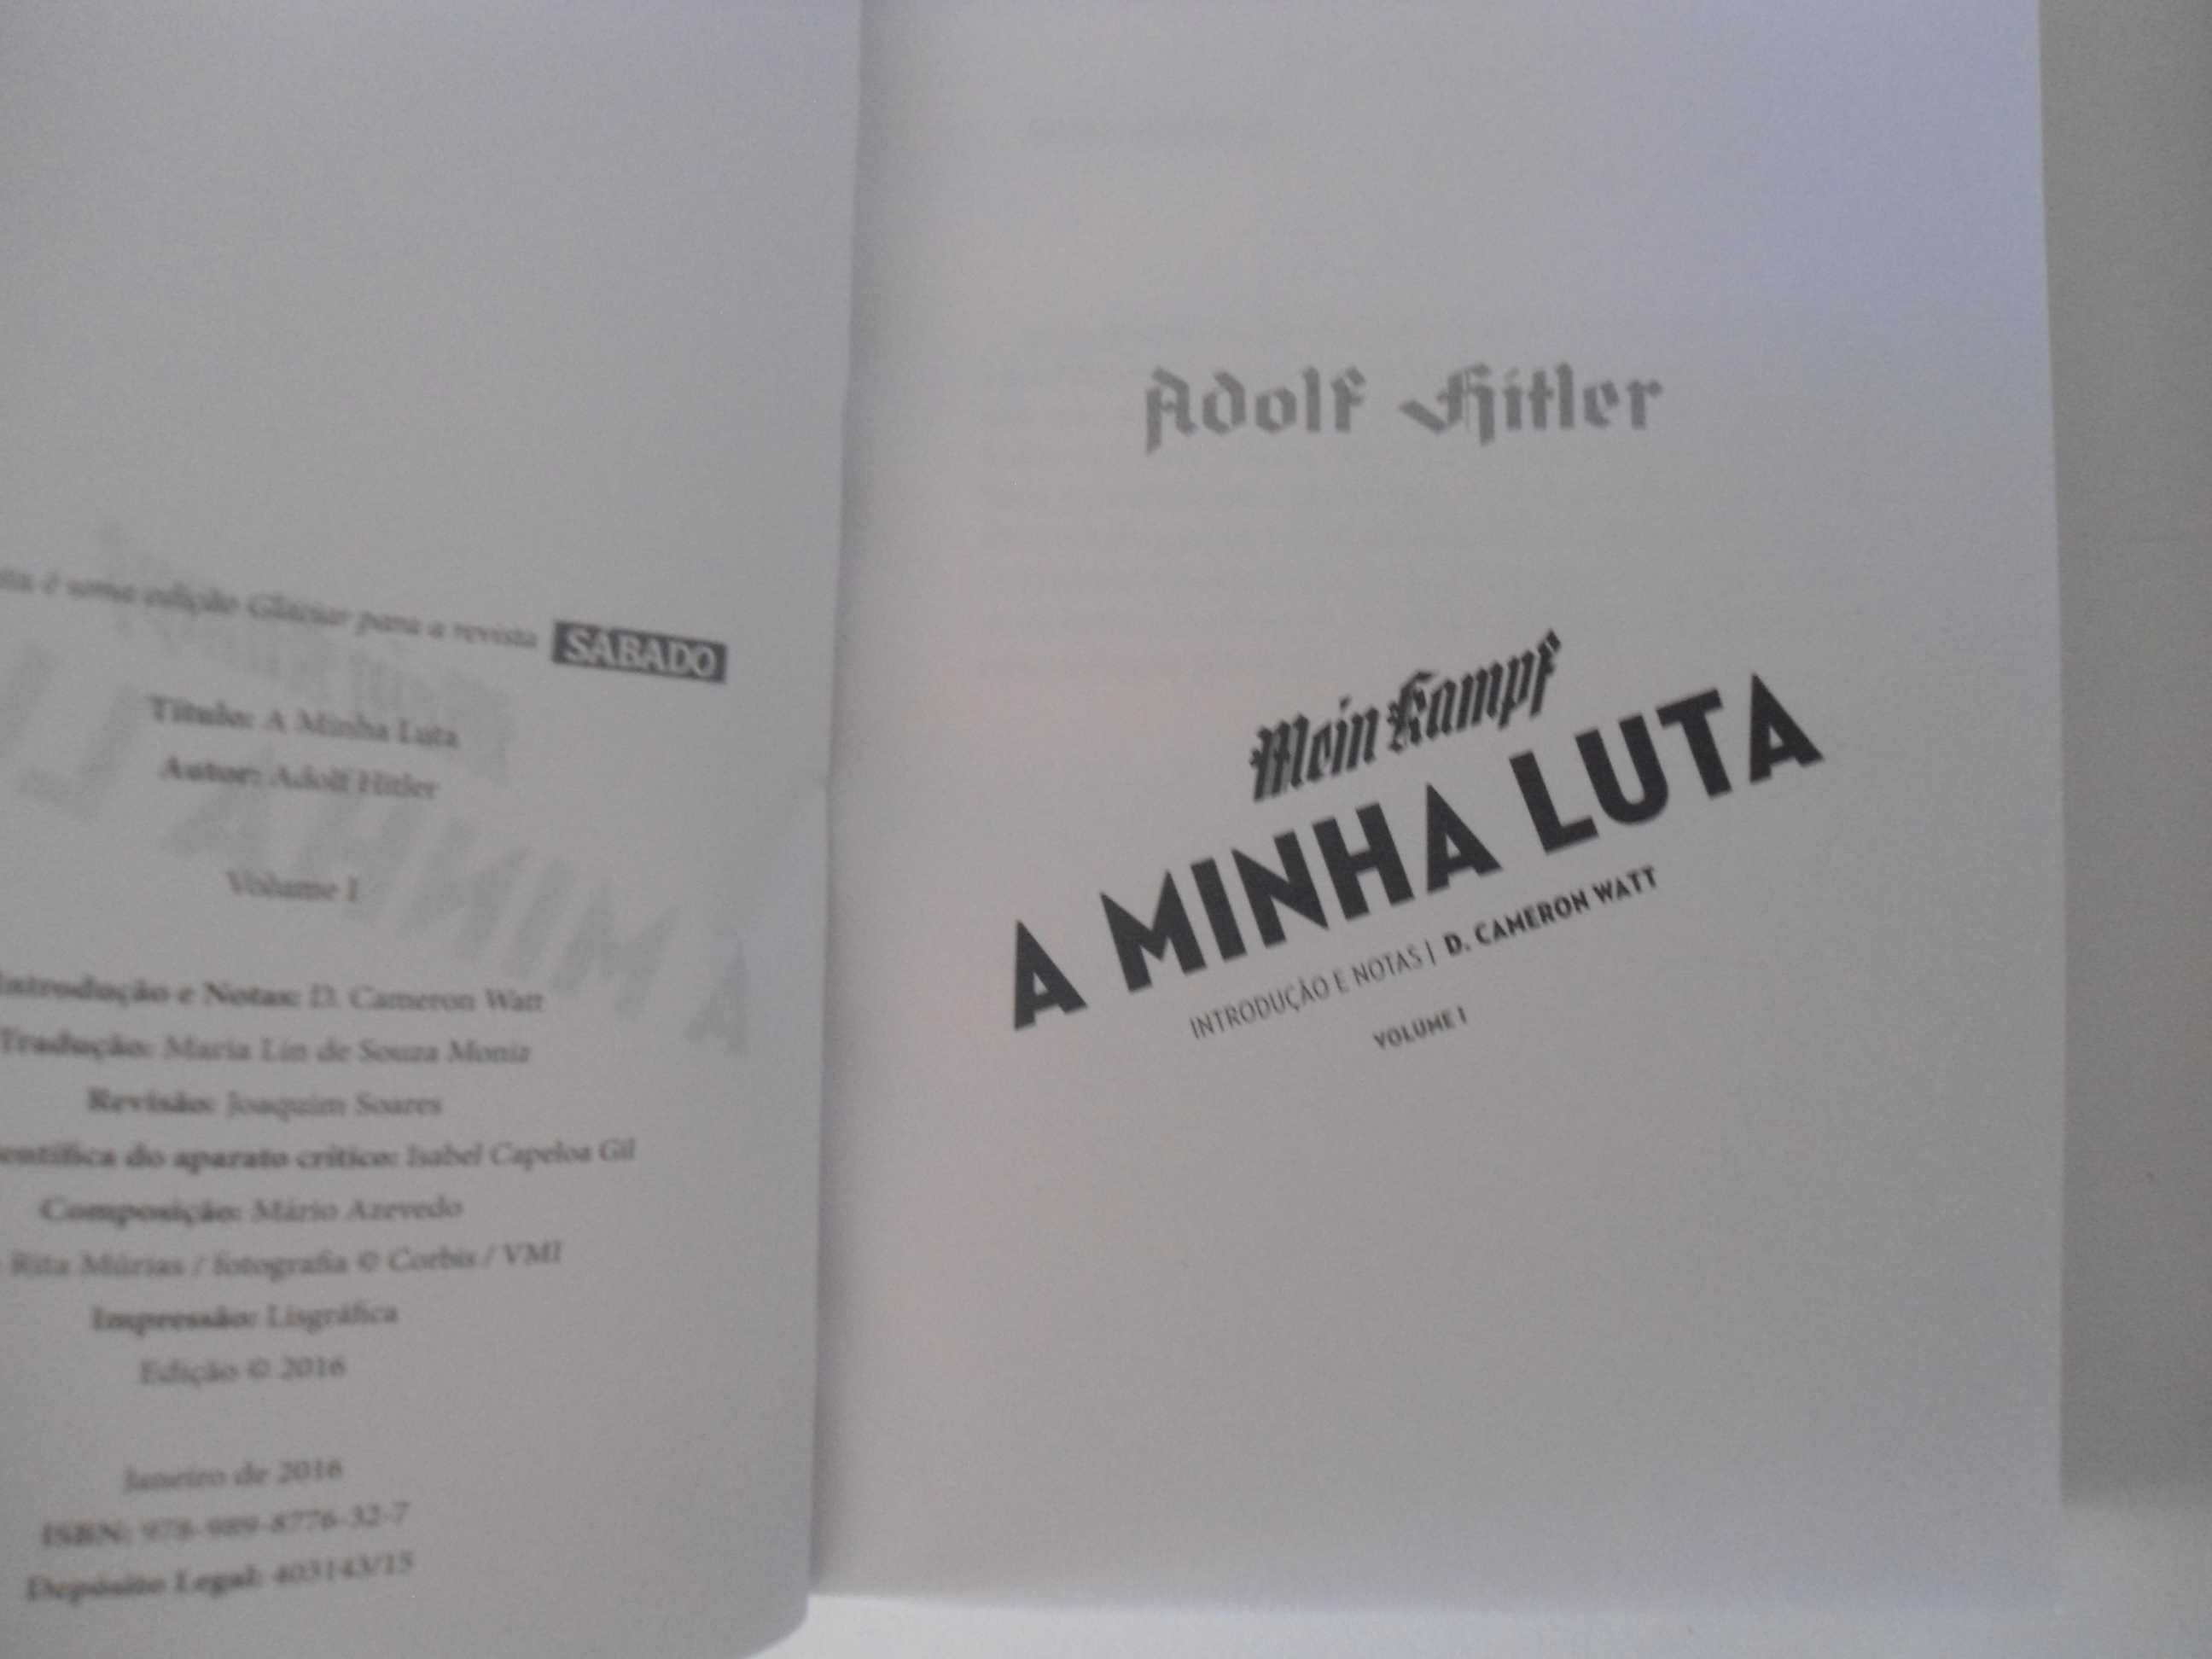 é uma edição Glaciar para a revista SÁBADO
Título: A Minha Luta
Autor: Adolf Hitler
Volume I
Introdução e Notas: D. Cameron Watt
Tradução: Maria Lin de Sousa Moniz
Revisão: Joaquim Soares
entífica do aparato crítico: Isabel Capeloa Gil
Composição: Mário Azevedo
Rita Múrias / fotografia © Corbis / VMI
Impressão: Lisgráfica
Edição © 2016
Janeiro de 2016
ISBN: 978-989-8776-32-7
Depósito Legal: 403143/15
Adolf Hitler
Mein Kampf
A MINHA LUTA
INTRODUÇÃO E NOTAS | D. CAMERON WATT
VOLUME I